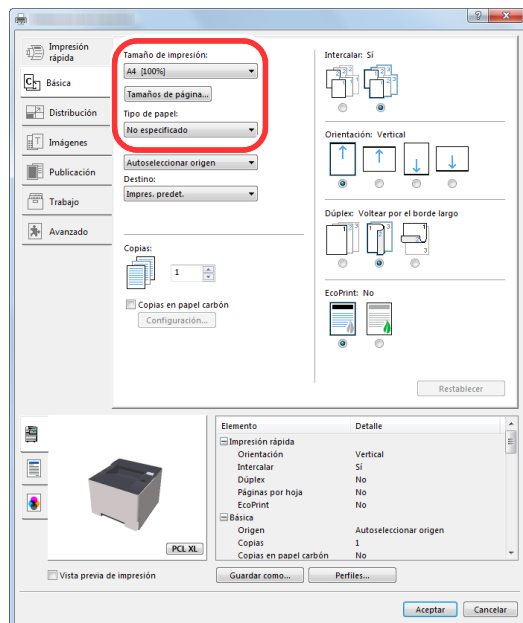 Impresión
rápida
Básica
Distribución
Imágenes
Publicación
Trabajo
Avanzado
Tamaño de impresión:
A4 [100%]
Tamaños de página...
Tipo de papel:
No especificado
Autoseleccionar origen
Destino:
Impres. predet.
Copias:
1
Copias en papel carbón
Configuración...
Intercalar: Sí
Orientación: Vertical
Dúplex: Voltear por el borde largo
EcoPrint: No
Restablecer
PCL XL
Vista previa de impresión
Elemento Detalle
Impresión rápida
Orientación Vertical
Intercalar Sí
Dúplex No
Páginas por hoja No
EcoPrint No
Básica
Origen Autoseleccionar origen
Copias 1
Copias en papel carbón No
Guardar como... Perfiles...
Aceptar Cancelar